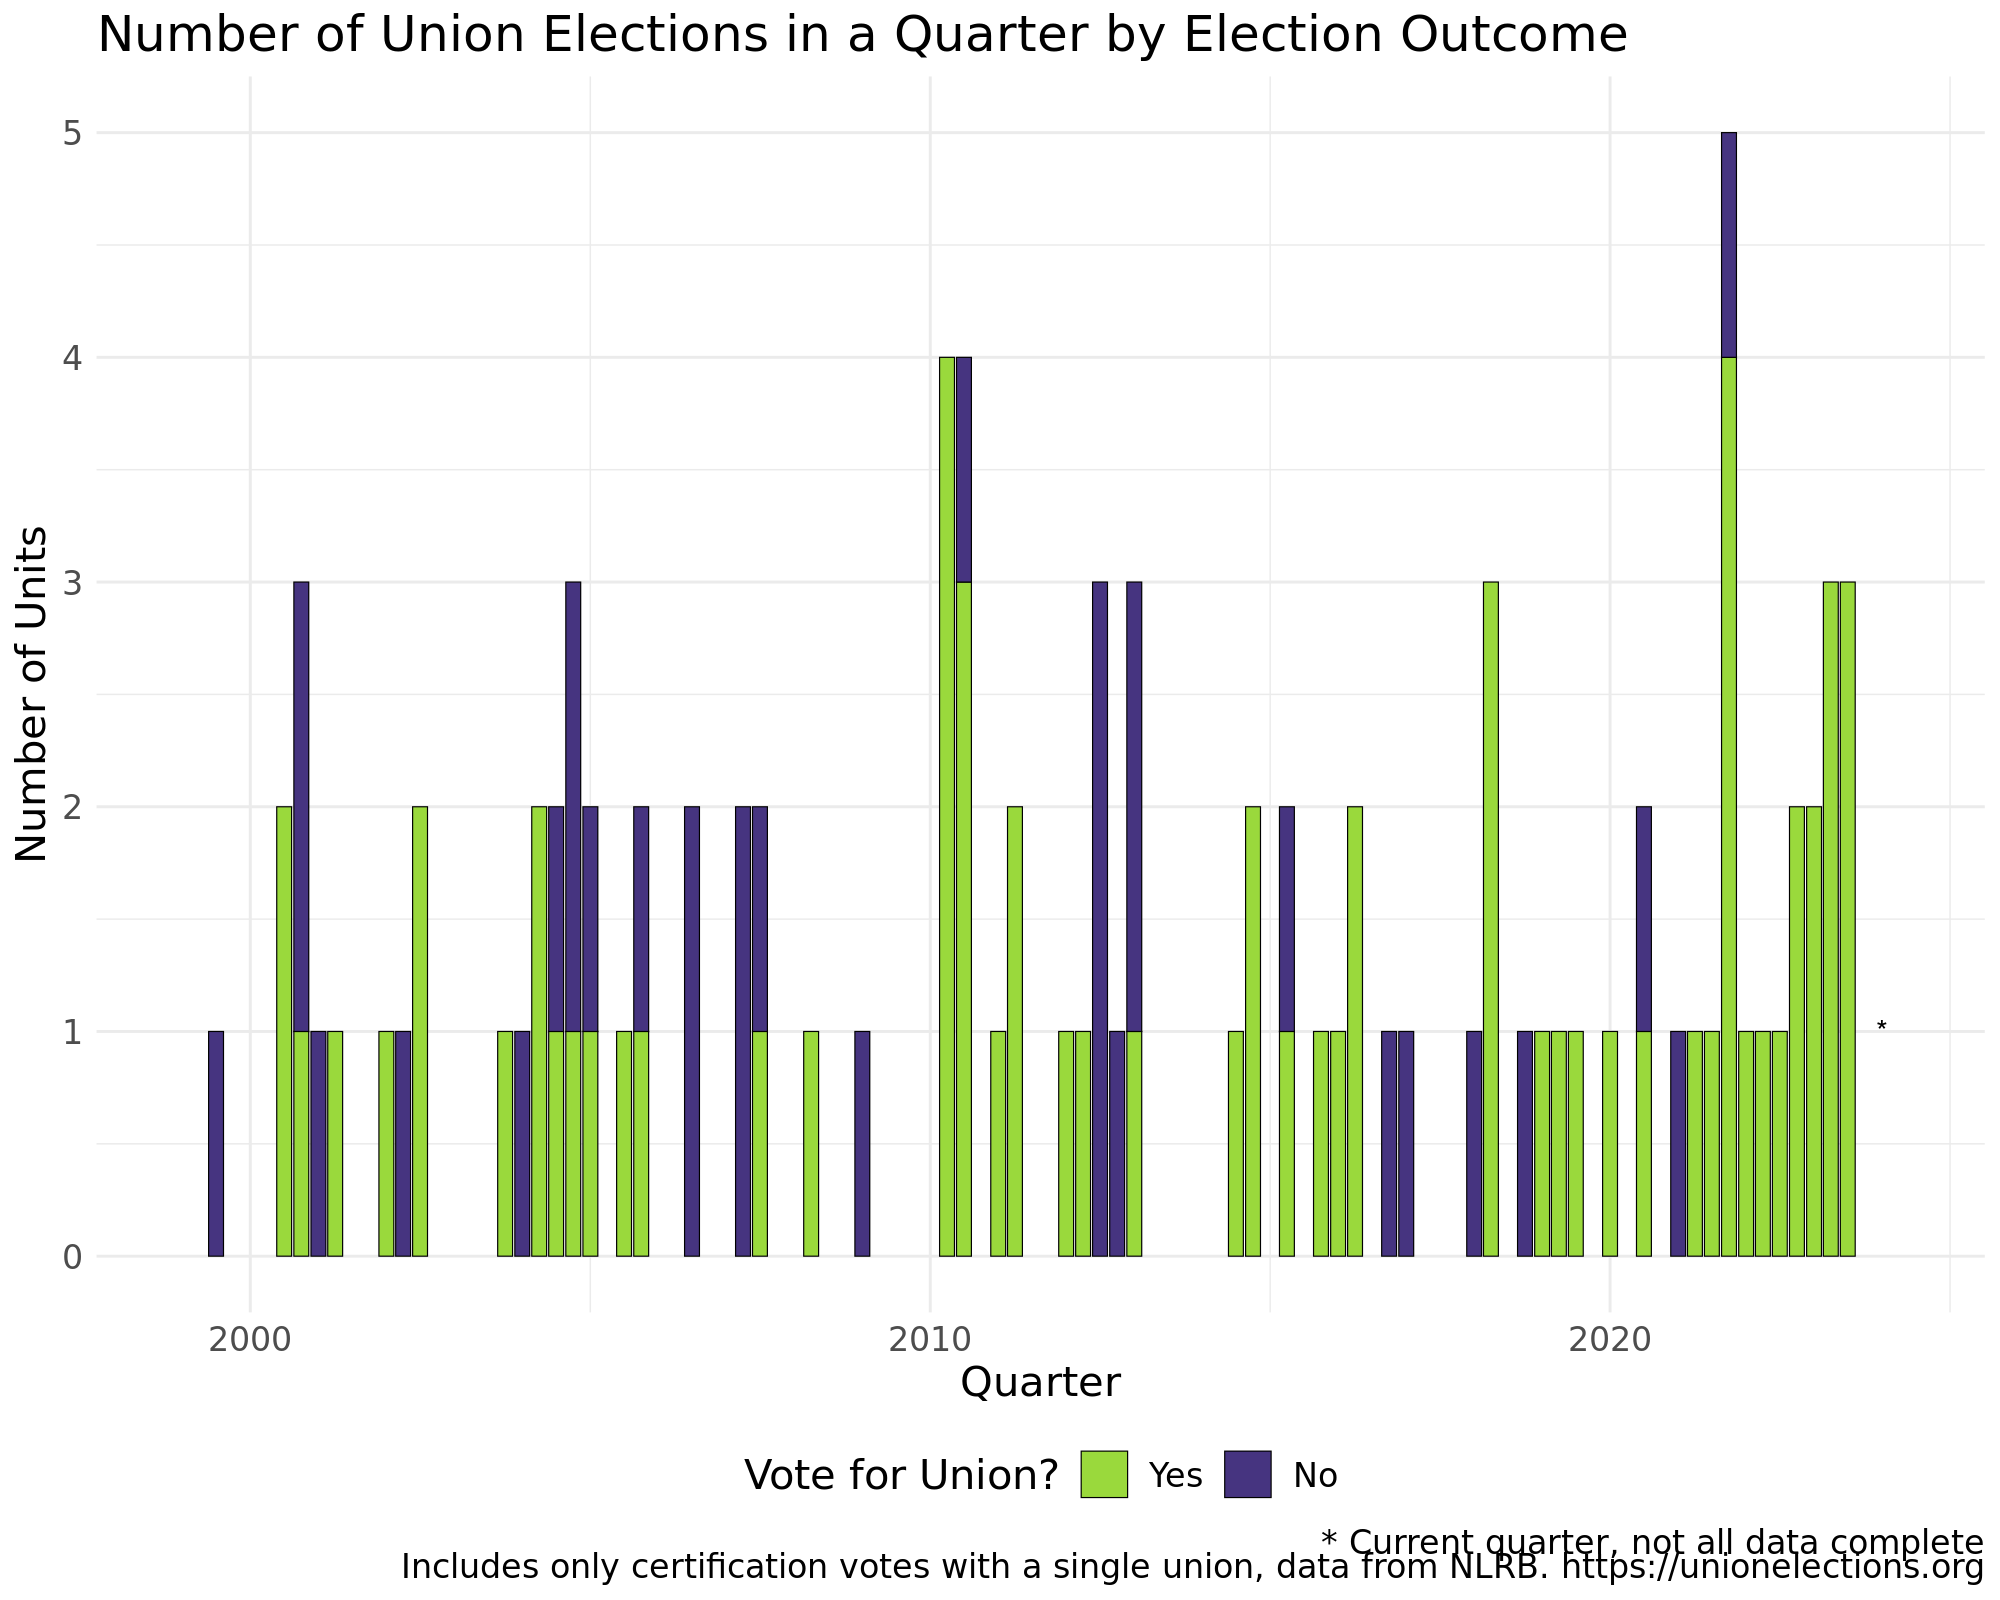 Number of Union Elections in a Quarter by Election Outcome
5
4
3
2
1
0
Number of Units
*
2000 2010 2020
Quarter
Vote for Union? Yes No
* Current quarter, not all data complete
Includes only certification votes with a single union, data from NLRB. https://unionelections.org